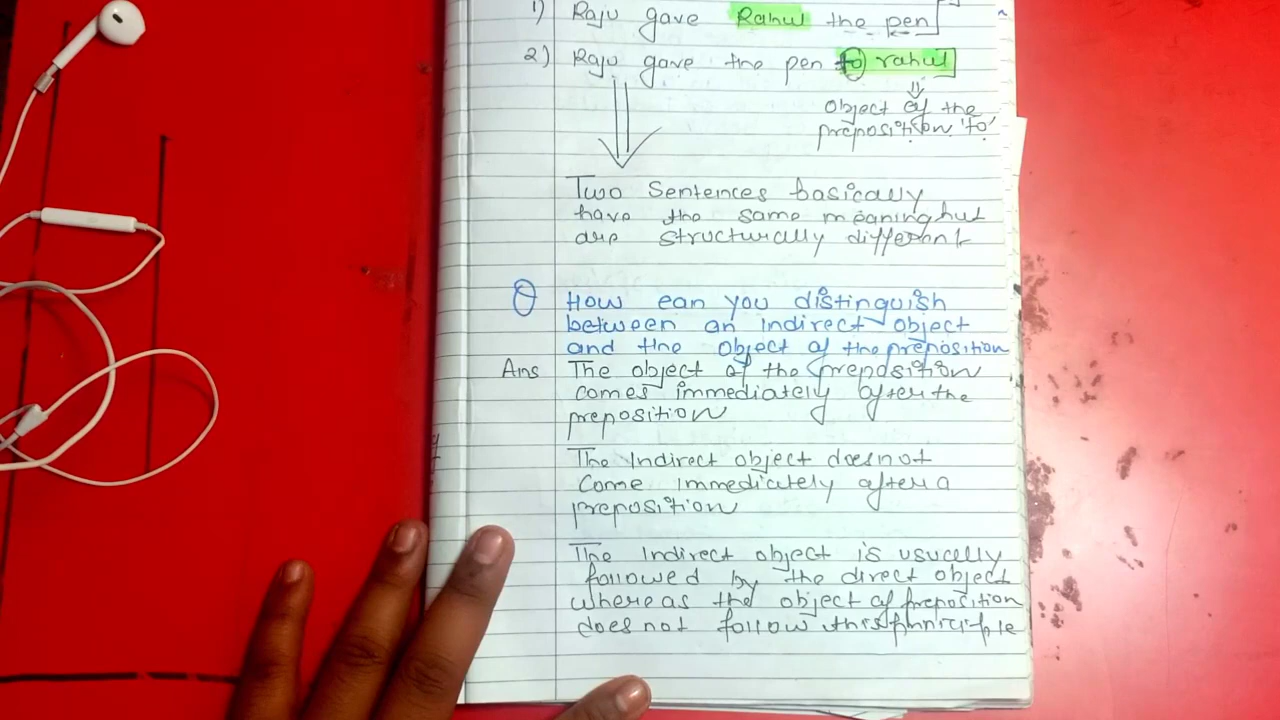 1) Raju gave Rahul the pen
2) Raju gave the pen to rahul
object of the
preposition 'to'
Two Sentences basically
have the same meaning but
are structurally different
Q How can you distinguish
between an indirect object
and the object of the preposition
Ans The object of the preposition
comes immediately after the
preposition
The Indirect object does not
Come immediately after a
preposition
The Indirect object is usually
followed by the direct object
where as the object of preposition
does not follow this principle